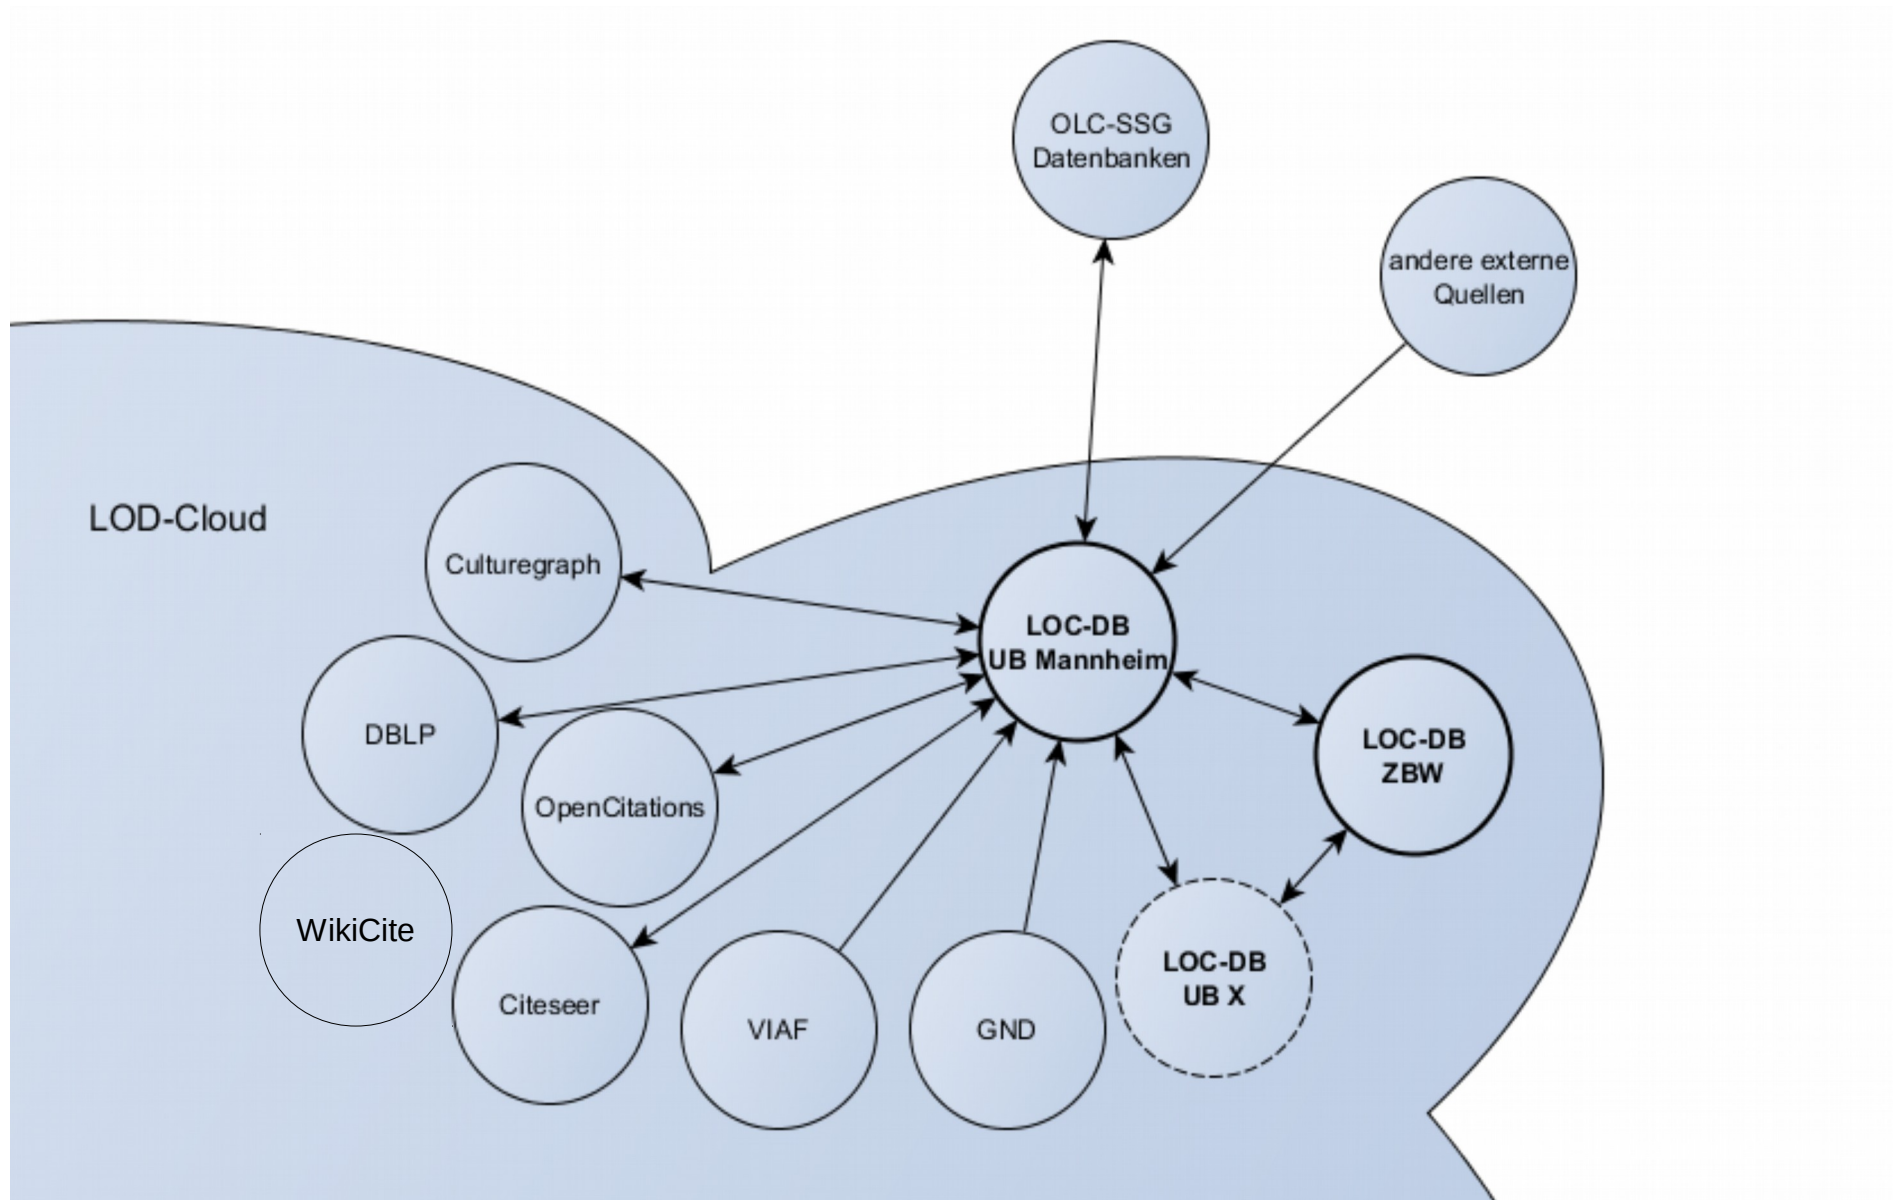 OLC-SSG
Datenbanken
andere externe
Quellen
LOD-Cloud
Culturegraph
LOC-DB
UB Mannheim
DBLP
LOC-DB
ZBW
OpenCitations
WikiCite
Citeseer
VIAF
GND
LOC-DB
UB X